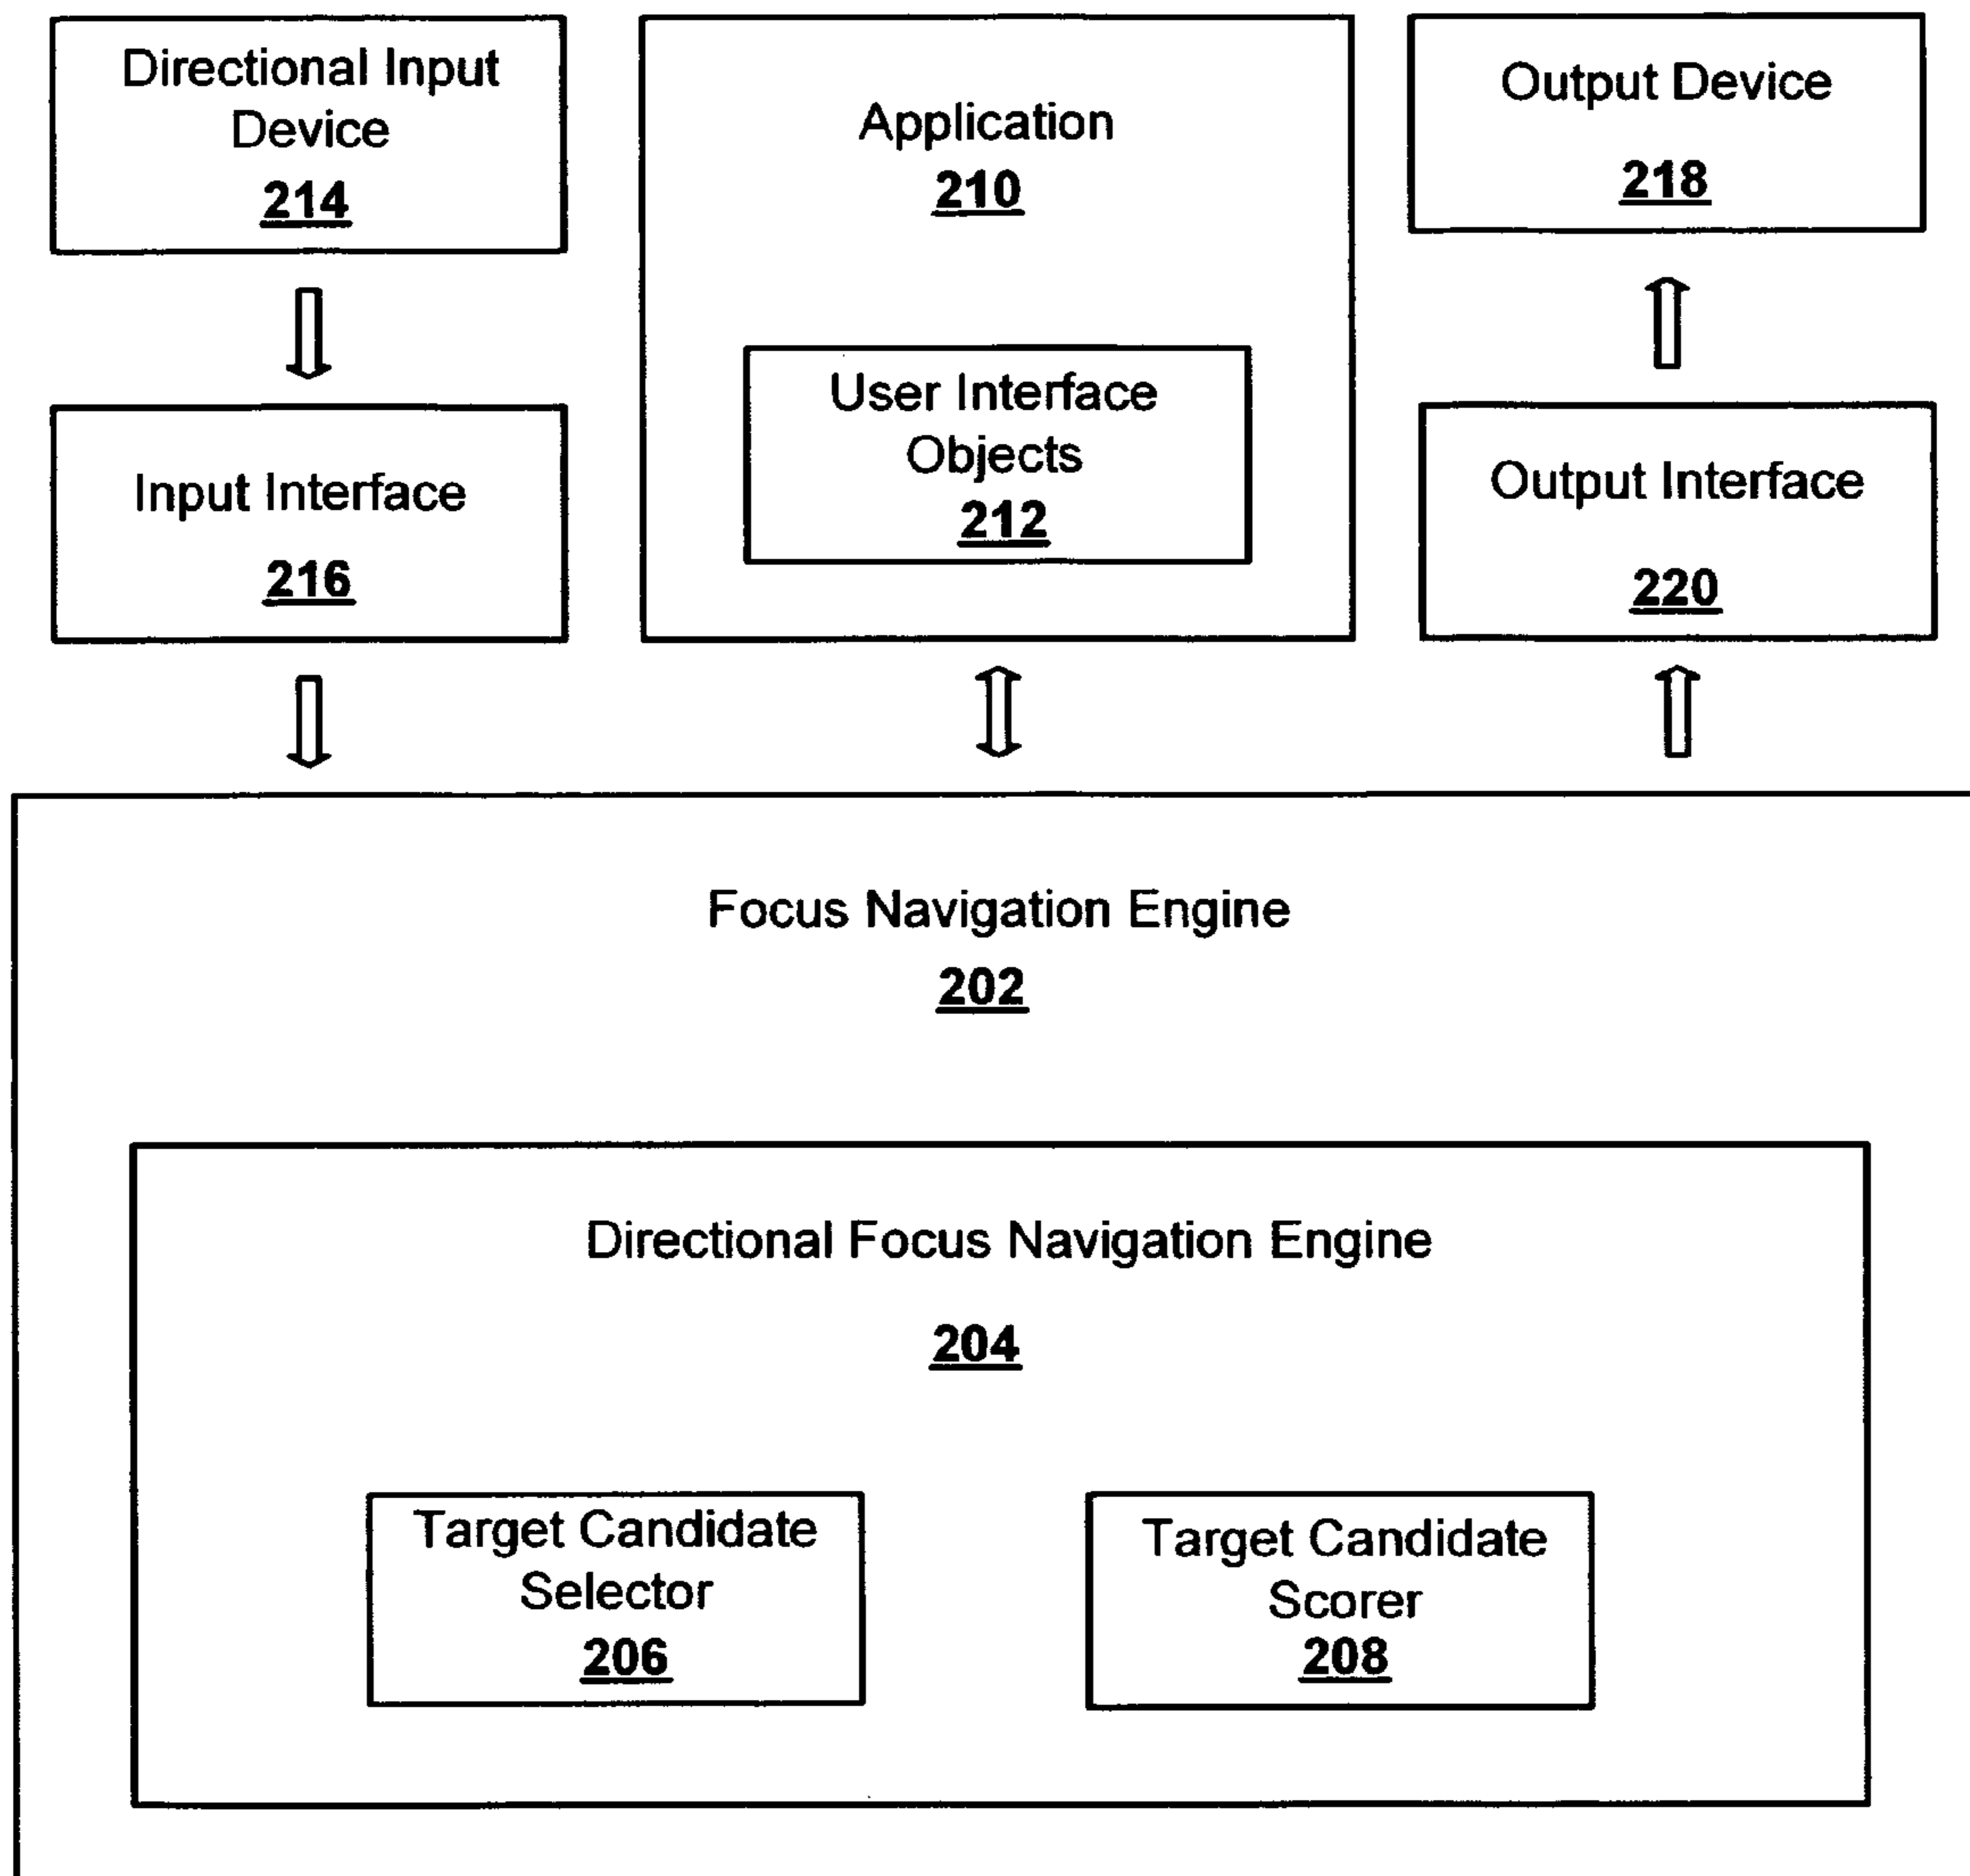 Directional Input
Device
214
Application
210
Output Device
218
User Interface
Objects
212
Input Interface
216
Output Interface
220
Focus Navigation Engine
202
Directional Focus Navigation Engine
204
Target Candidate
Selector
206
Target Candidate
Scorer
208